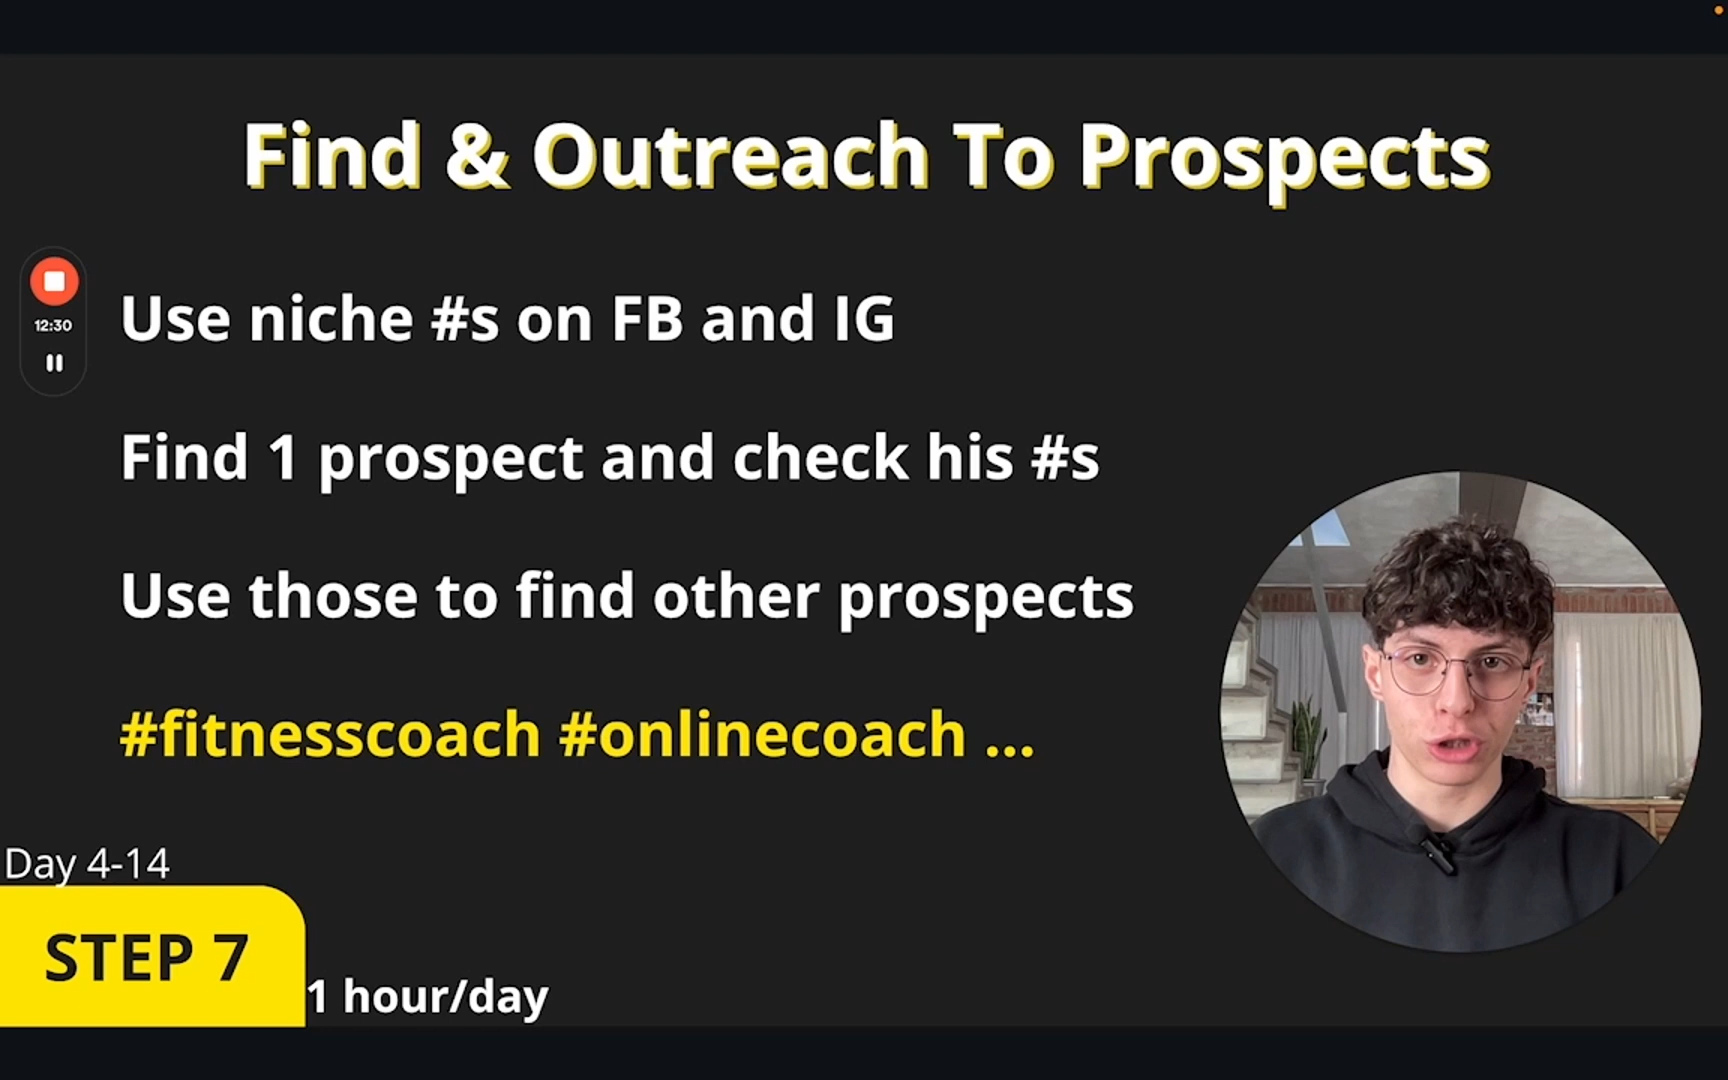 Find & Outreach To Prospects
12:30
Use niche #s on FB and IG
Find 1 prospect and check his #s
Use those to find other prospects
#fitnesscoach #onlinecoach ...
Day 4-14
STEP 7
1 hour/day